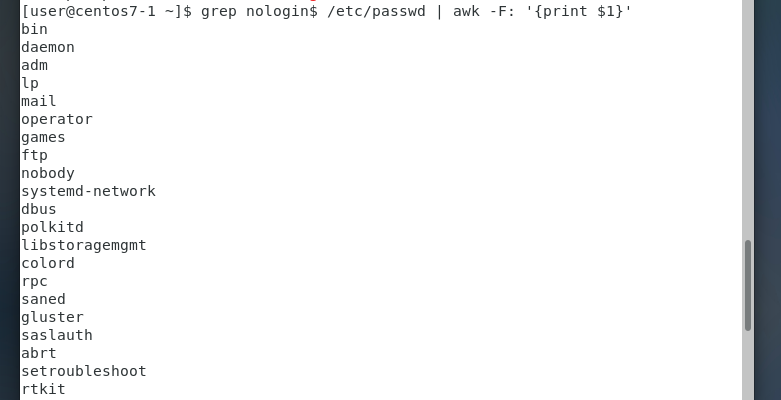 [user@centos7-1 ~]$ grep nologin$ /etc/passwd | awk -F: '{print $1}'
bin
daemon
adm
lp
mail
operator
games
ftp
nobody
systemd-network
dbus
polkitd
libstoragemgmt
colord
rpc
saned
gluster
saslauth
abrt
setroubleshoot
rtkit